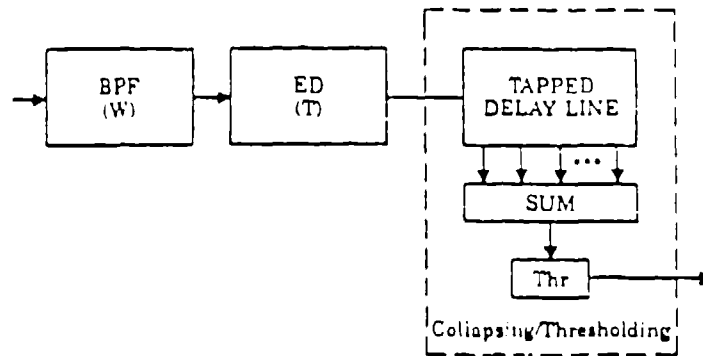 BPF
(W)
ED
(T)
TAPPED
DELAY LINE
SUM
Thr
Collapsing/Thresholding